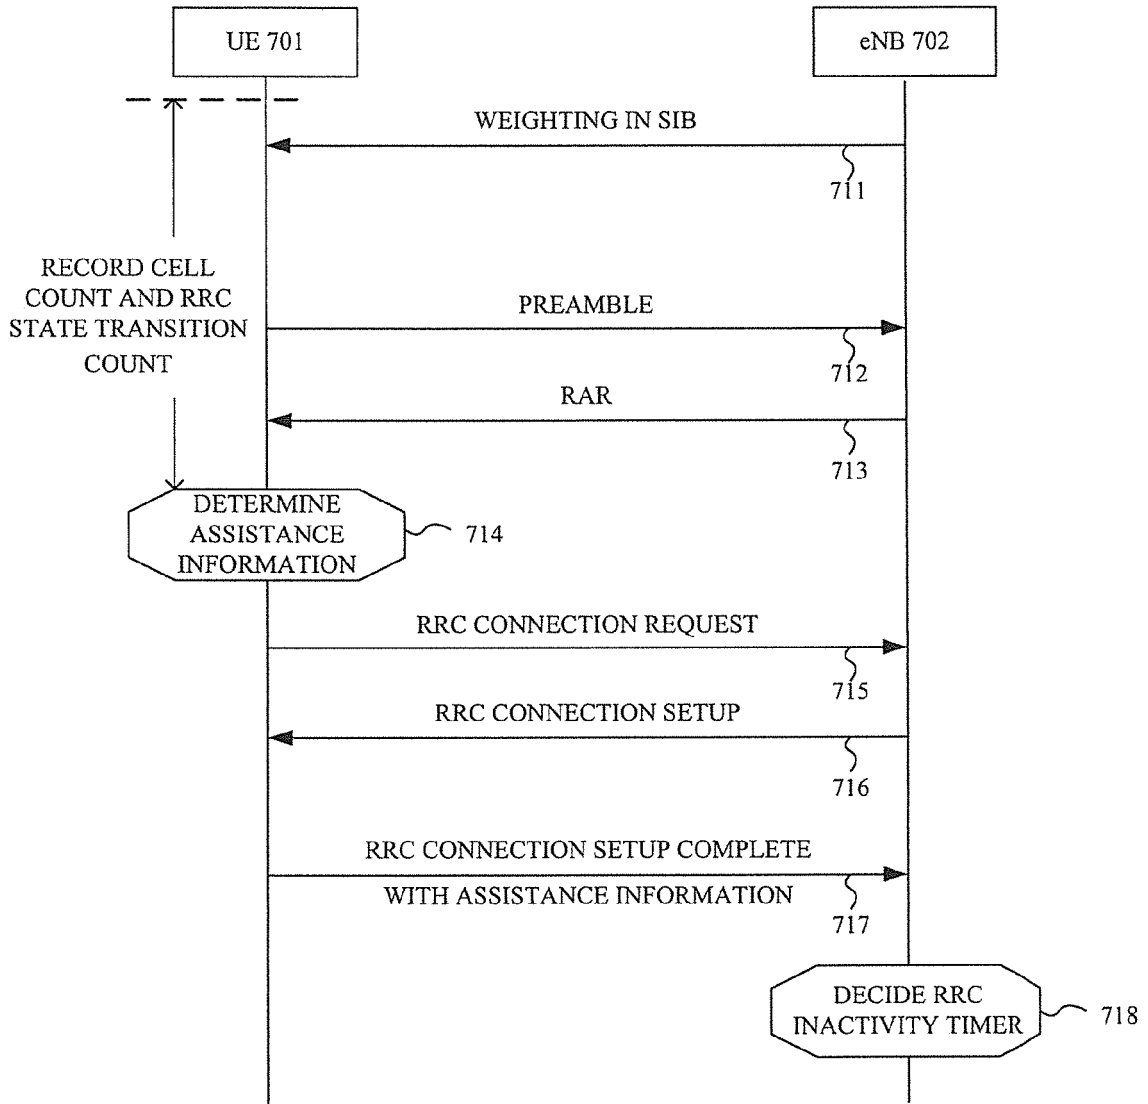 UE 701
eNB 702
WEIGHTING IN SIB
711
RECORD CELL
COUNT AND RRC
STATE TRANSITION
COUNT
PREAMBLE
712
RAR
713
DETERMINE
ASSISTANCE
INFORMATION
714
RRC CONNECTION REQUEST
715
RRC CONNECTION SETUP
716
RRC CONNECTION SETUP COMPLETE
WITH ASSISTANCE INFORMATION
717
DECIDE RRC
INACTIVITY TIMER
718